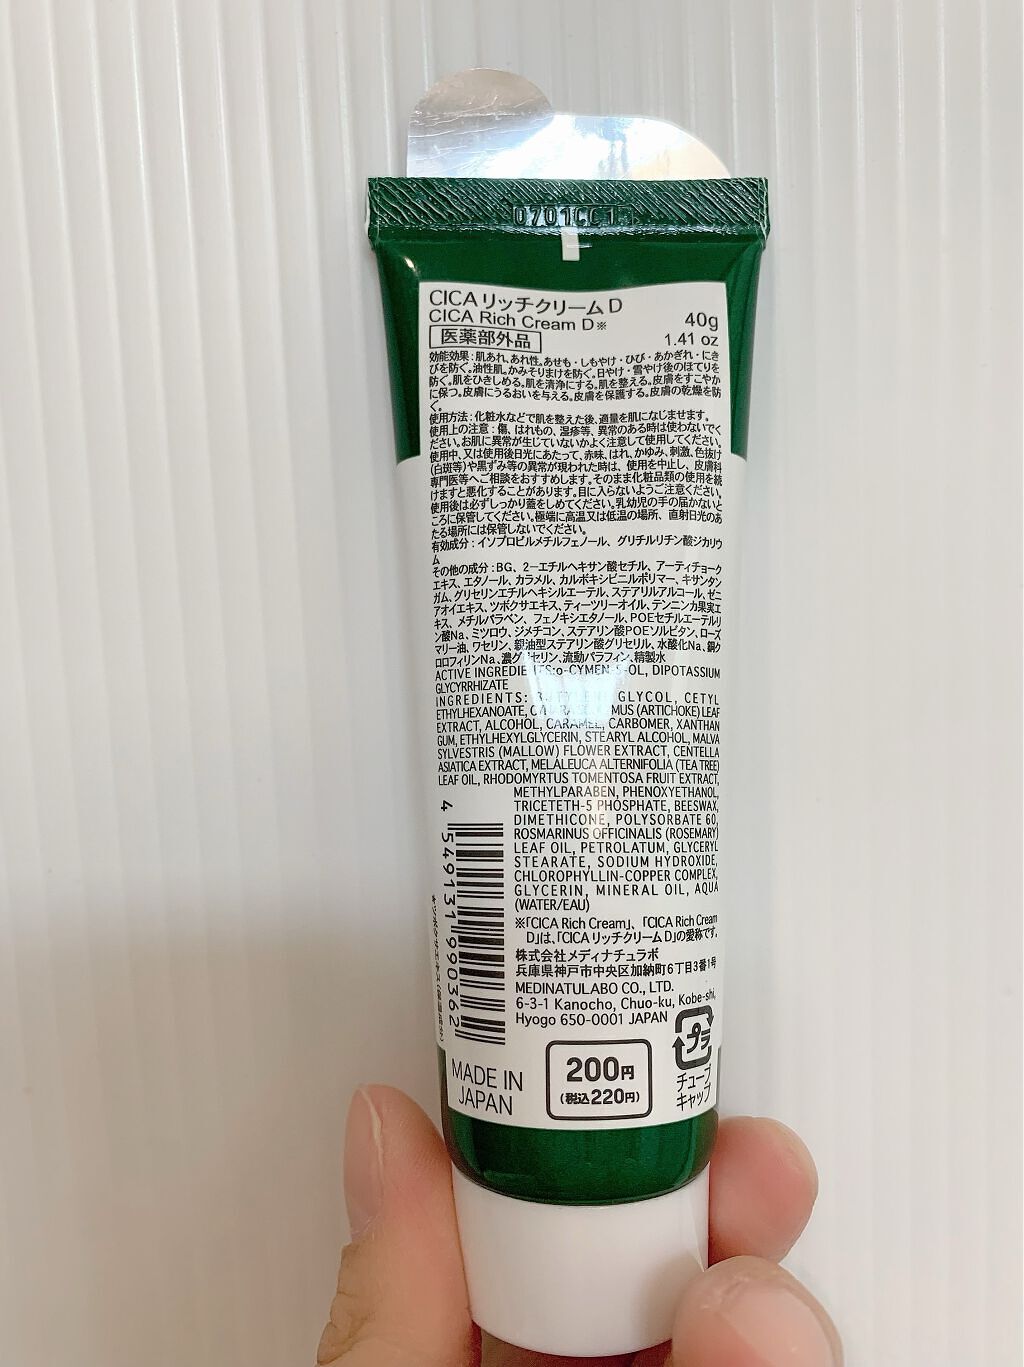 CICAリッチクリームD
CICA Rich Cream D※
40g
1.41 oz
医薬部外品
効能効果:肌あれ、あれ性。あせも・しもやけ・ひび・あかぎれ・にき
びを防ぐ。油性肌。かみそりまけを防ぐ。日やけ・雪やけ後のほてりを
防ぐ。肌をひきしめる。肌を清浄にする。肌を整える。皮膚をすこやか
に保つ。皮膚にうるおいを与える。皮膚を保護する。皮膚の乾燥を防
ぐ。
使用方法:化粧水などで肌を整えた後、適量を肌になじませます。
使用上の注意:傷、はれもの、湿疹等、異常のある時は使わないでく
ださい。お肌に異常が生じていないかよく注意して使用してください。
使用中、又は使用後日光にあたって、赤味、はれ、かゆみ、刺激、色抜け
(白斑等)や黒ずみ等の異常が現われた時は、使用を中止し、皮膚科
専門医等へご相談をおすすめします。そのまま化粧品類の使用を続
けますと悪化することがあります。目に入らないようご注意ください。
使用後は必ずしっかり蓋をしめてください。乳幼児の手の届かないと
ころに保管してください。極端に高温又は低温の場所、直射日光のあ
たる場所には保管しないでください。
有効成分:イソプロピルメチルフェノール、グリチルリチン酸ジカリウ
ム
その他の成分:BG、2-エチルヘキサン酸セチル、アーティチョーク
エキス、エタノール、カラメル、カルボキシビニルポリマー、キサンタン
ガム、グリセリンエチルヘキシルエーテル、ステアリルアルコール、ゼニ
アオイエキス、ツボクサエキス、ティーツリーオイル、テンニンカ果実エ
キス、メチルパラベン、フェノキシエタノール、POEセチルエーテルリ
ン酸Na、ミツロウ、ジメチコン、ステアリン酸POEソルビタン、ローズ
マリー油、ワセリン、親油型ステアリン酸グリセリル、水酸化Na、銅ク
ロロフィリンNa、濃グリセリン、流動パラフィン、精製水
ACTIVE INGREDIENTS:o-CYMEN-5-OL, DIPOTASSIUM
GLYCYRRHIZATE
INGREDIENTS: BUTYLENE GLYCOL, CETYL
ETHYLHEXANOATE, CYNARA SCOLYMUS (ARTICHOKE) LEAF
EXTRACT, ALCOHOL, CARAMEL, CARBOMER, XANTHAN
GUM, ETHYLHEXYLGLYCERIN, STEARYL ALCOHOL, MALVA
SYLVESTRIS (MALLOW) FLOWER EXTRACT, CENTELLA
ASIATICA EXTRACT, MELALEUCA ALTERNIFOLIA (TEA TREE)
LEAF OIL, RHODOMYRTUS TOMENTOSA FRUIT EXTRACT,
METHYLPARABEN, PHENOXYETHANOL,
TRICETETH-5 PHOSPHATE, BEESWAX,
DIMETHICONE, POLYSORBATE 60,
ROSMARINUS OFFICINALIS (ROSEMARY)
LEAF OIL, PETROLATUM, GLYCERYL
STEARATE, SODIUM HYDROXIDE,
CHLOROPHYLLIN-COPPER COMPLEX,
GLYCERIN, MINERAL OIL, AQUA
(WATER/EAU)
4 549131 990362
*ツボクサエキス(保湿成分)
※「CICA Rich Cream」、「CICA Rich Cream
D」は、「CICA リッチクリームD」の愛称です。
株式会社メディナチュラボ
兵庫県神戸市中央区加納町6丁目3番1号
MEDINATULABO CO., LTD.
6-3-1 Kanocho, Chuo-ku, Kobe-shi,
Hyogo 650-0001 JAPAN
MADE IN
JAPAN
200円
(税込220円)
プラ
チューブ
キャップ